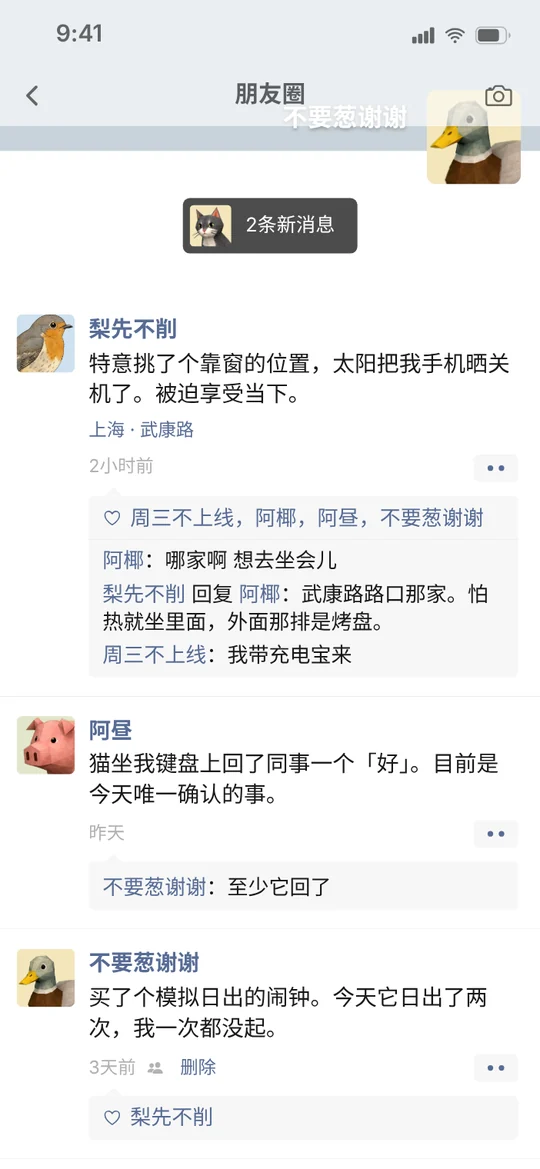 9:41
朋友圈
不要葱谢谢
2条新消息
梨先不削
特意挑了个靠窗的位置，太阳把我手机晒关
机了。被迫享受当下。
上海 · 武康路
2小时前
周三不上线，阿椰，阿昼，不要葱谢谢
阿椰：哪家啊 想去坐会儿
梨先不削 回复 阿椰：武康路路口那家。怕
热就坐里面，外面那排是烤盘。
周三不上线：我带充电宝来
阿昼
猫坐我键盘上回了同事一个「好」。目前是
今天唯一确认的事。
昨天
不要葱谢谢：至少它回了
不要葱谢谢
买了个模拟日出的闹钟。今天它日出了两
次，我一次都没起。
3天前 删除
梨先不削